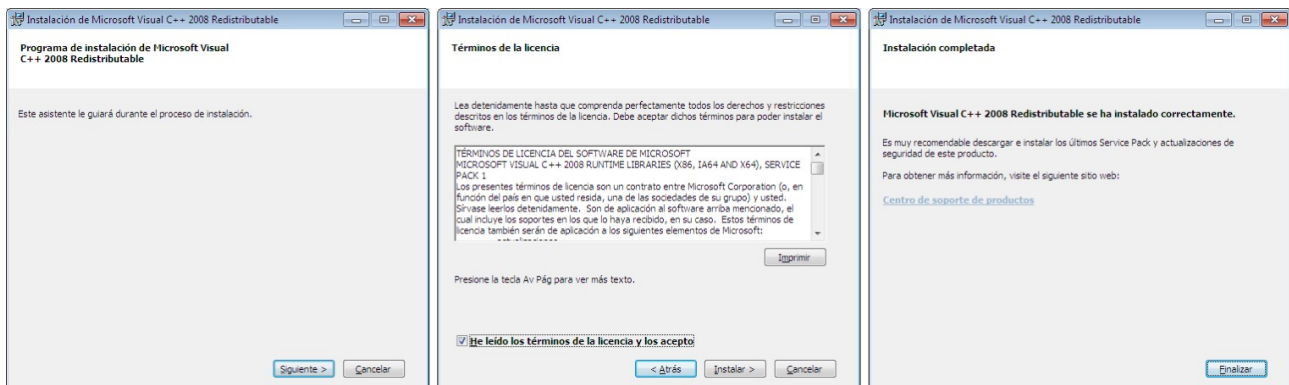 Instalación de Microsoft Visual C++ 2008 Redistributable
Programa de instalación de Microsoft Visual
C++ 2008 Redistributable
Este asistente le guiará durante el proceso de instalación.
Siguiente >
Cancelar
Instalación de Microsoft Visual C++ 2008 Redistributable
Términos de la licencia
Lea detenidamente hasta que comprenda perfectamente todos los derechos y restricciones
descritos en los términos de la licencia. Debe aceptar dichos términos para poder instalar el
software.
TÉRMINOS DE LICENCIA DEL SOFTWARE DE MICROSOFT
MICROSOFT VISUAL C++ 2008 RUNTIME LIBRARIES (X86, IA64 AND X64), SERVICE
PACK 1
Los presentes términos de licencia son un contrato entre Microsoft Corporation (o, en
función del país en que usted resida, una de las sociedades de su grupo) y usted.
Sírvase leerlos detenidamente.  Son de aplicación al software arriba mencionado, el
cual incluye los soportes en los que lo haya recibido, en su caso.  Estos términos de
licencia también serán de aplicación a los siguientes elementos de Microsoft:
actualizaciones
Imprimir
Presione la tecla Av Pág para ver más texto.
He leído los términos de la licencia y los acepto
< Atrás
Instalar >
Cancelar
Instalación de Microsoft Visual C++ 2008 Redistributable
Instalación completada
Microsoft Visual C++ 2008 Redistributable se ha instalado correctamente.
Es muy recomendable descargar e instalar los últimos Service Pack y actualizaciones de
seguridad de este producto.
Para obtener más información, visite el siguiente sitio web:
Centro de soporte de productos
Finalizar